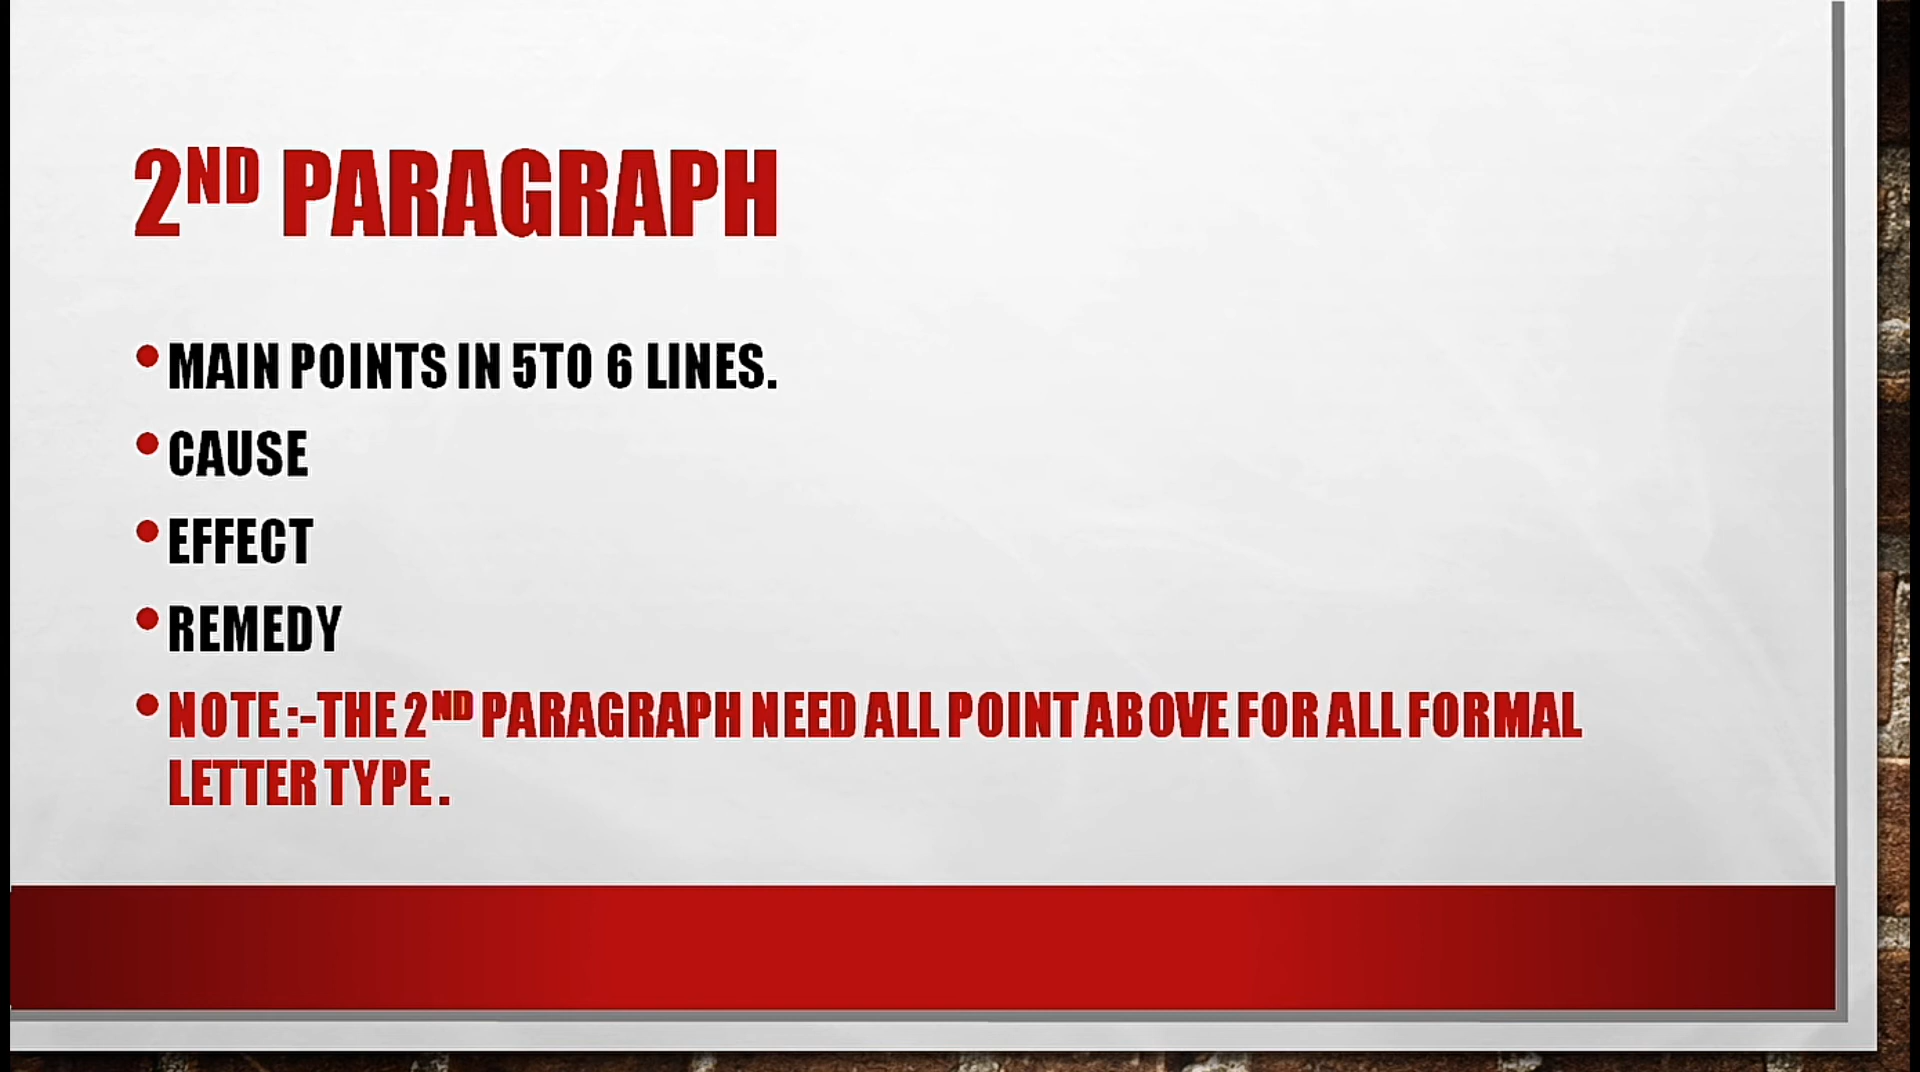 2ND PARAGRAPH
• MAIN POINTS IN 5TO 6 LINES.
• CAUSE
• EFFECT
• REMEDY
• NOTE :-THE 2ND PARAGRAPH NEED ALL POINT ABOVE FOR ALL FORMAL
LETTER TYPE .